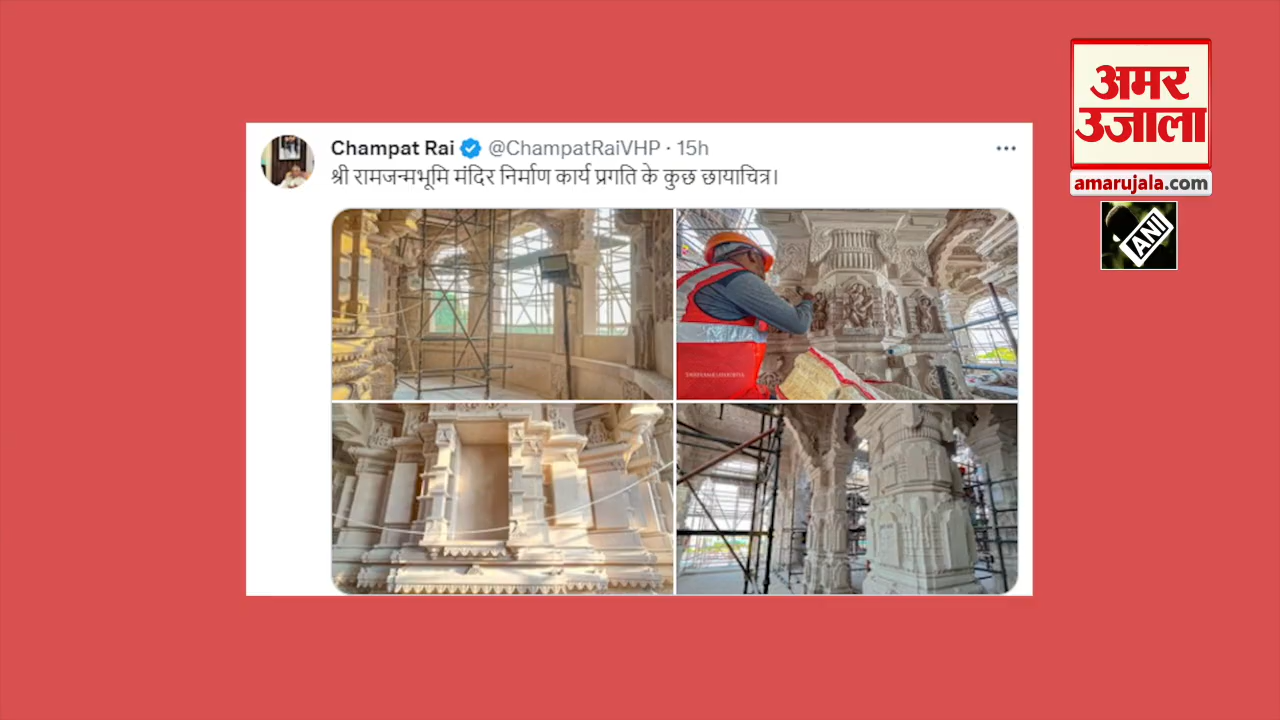 अमर
उजाला
amarujala.com
ANI
Champat Rai @ChampatRaiVHP · 15h
श्री रामजन्मभूमि मंदिर निर्माण कार्य प्रगति के कुछ छायाचित्र।